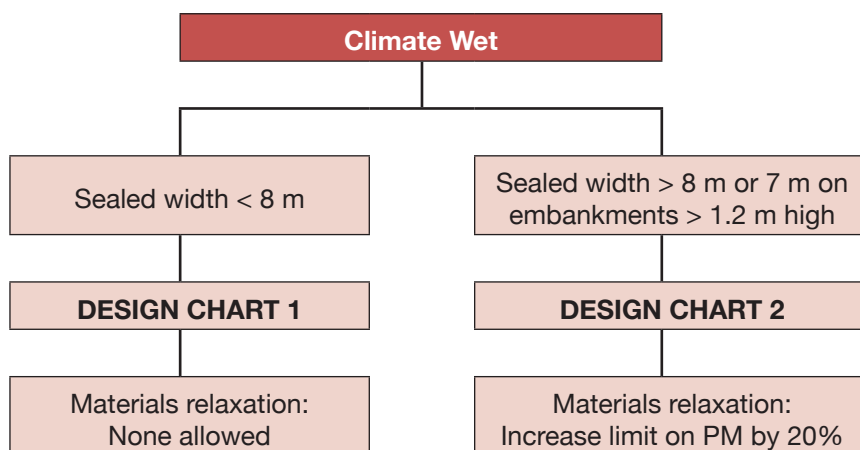 Climate Wet
Sealed width < 8 m
Sealed width > 8 m or 7 m on
embankments > 1.2 m high
DESIGN CHART 1
DESIGN CHART 2
Materials relaxation:
None allowed
Materials relaxation:
Increase limit on PM by 20%